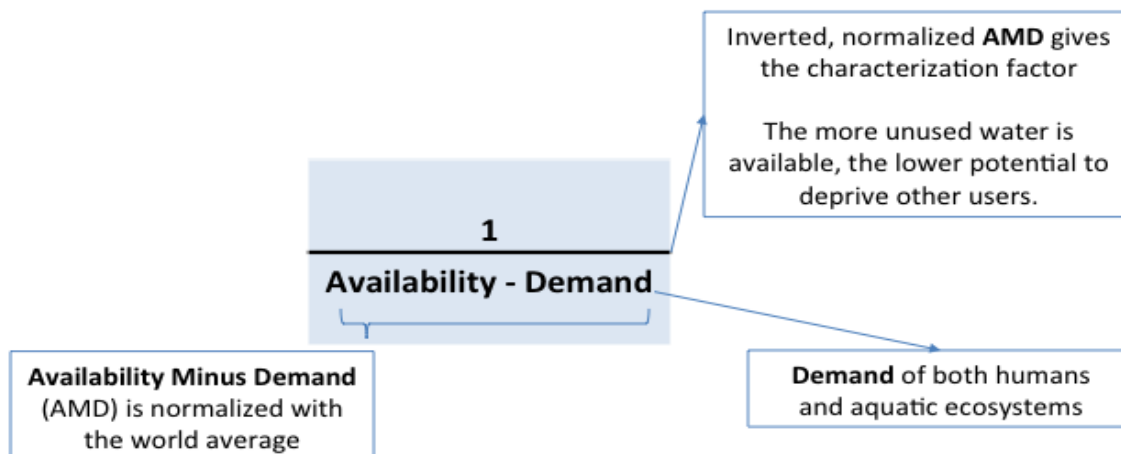 Inverted, normalized AMD gives
the characterization factor
The more unused water is
available, the lower potential to
deprive other users.
1
Availability - Demand
Availability Minus Demand
(AMD) is normalized with
the world average
Demand of both humans
and aquatic ecosystems